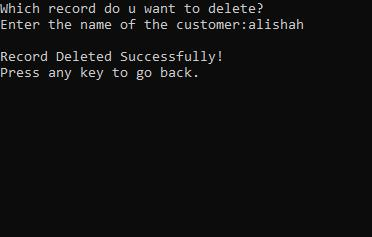 Which record do u want to delete?
Enter the name of the customer:alishah
Record Deleted Successfully!
Press any key to go back.